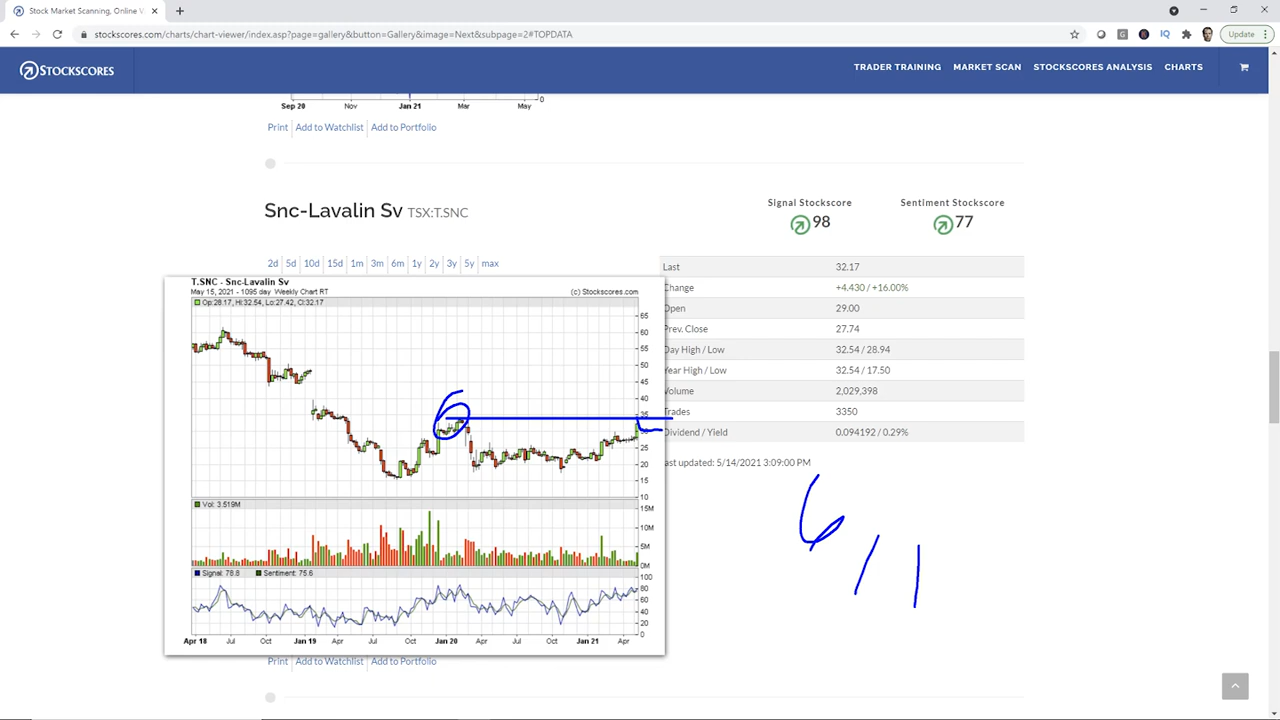 Stock Market Scanning, Online V
stockscores.com/charts/chart-viewer/index.asp?page=gallery&button=Gallery&image=Next&subpage=2#TOPDATA
Update
STOCKSCORES
TRADER TRAINING MARKET SCAN STOCKSCORES ANALYSIS CHARTS
0
Sep 20 Nov Jan 21 Mar May
Print Add to Watchlist Add to Portfolio
Snc-Lavalin Sv TSX:T.SNC
Signal Stockscore Sentiment Stockscore
98 77
2d 5d 10d 15d 1m 3m 6m 1y 2y 3y 5y max
T.SNC - Snc-Lavalin Sv
May 15, 2021 - 1095 day Weekly Chart RT (c) Stockscores.com
Op:28.17, Hi:32.54, Lo:27.42, Cl:32.17
65
60
55
50
45
40
35
30
25
20
15
10
Vol: 3.519M
15M
10M
5M
0M
Signal: 78.8 Sentiment: 75.6
100
80
60
40
20
0
Apr 18 Jul Oct Jan 19 Apr Jul Oct Jan 20 Apr Jul Oct Jan 21 Apr
Last 32.17
Change +4.430 / +16.00%
Open 29.00
Prev. Close 27.74
Day High / Low 32.54 / 28.94
Year High / Low 32.54 / 17.50
Volume 2,029,398
Trades 3350
Dividend / Yield 0.094192 / 0.29%
Last updated: 5/14/2021 3:09:00 PM
6 / 1
Print Add to Watchlist Add to Portfolio